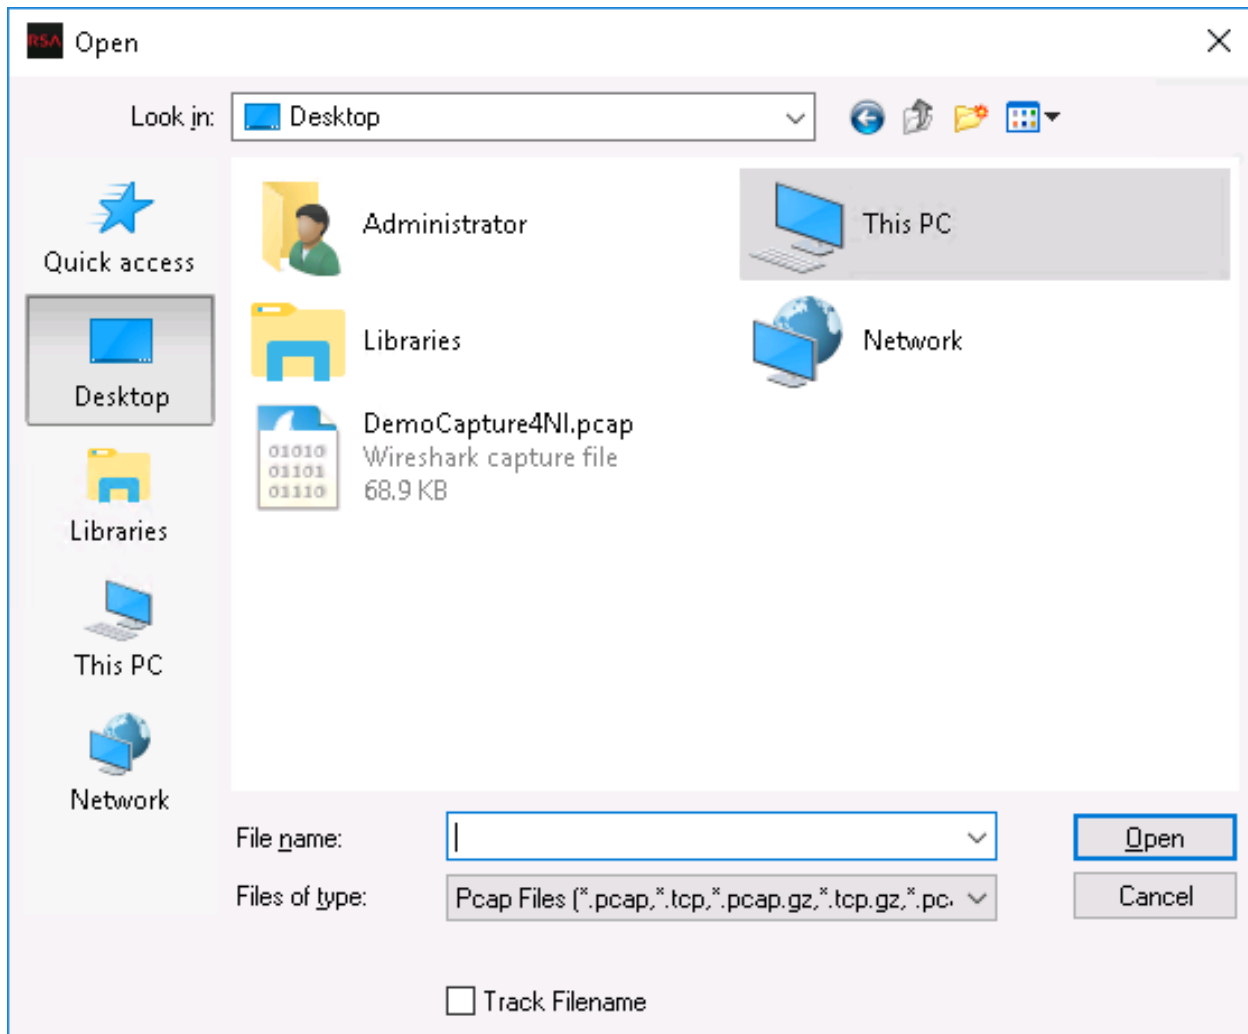 RSA Open
Look in: Desktop
Quick access
Desktop
Libraries
This PC
Network
Administrator
This PC
Libraries
Network
DemoCapture4NI.pcap
Wireshark capture file
68.9 KB
01010
01101
01110
File name:
Open
Files of type: Pcap Files (*.pcap,*.tcp,*.pcap.gz,*.tcp.gz,*.pc
Cancel
Track Filename